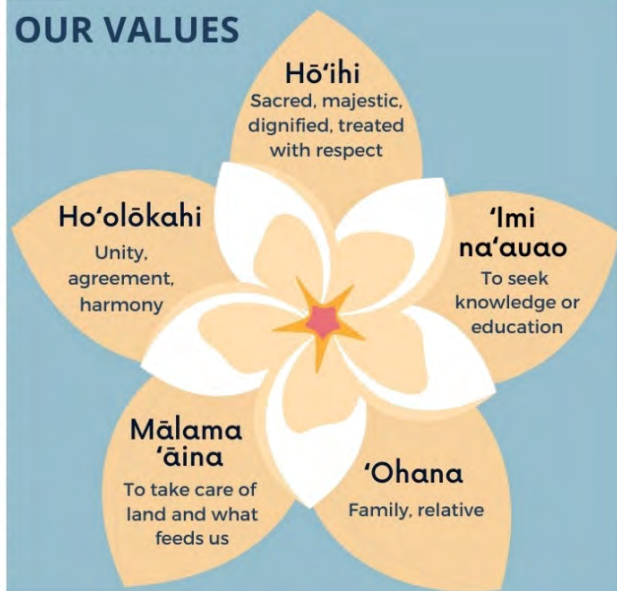 OUR VALUES
Hōʻihi
Sacred, majestic,
dignified, treated
with respect
ʻImi
naʻauao
To seek
knowledge or
education
ʻOhana
Family, relative
Mālama
ʻāina
To take care of
land and what
feeds us
Hoʻolōkahi
Unity,
agreement,
harmony